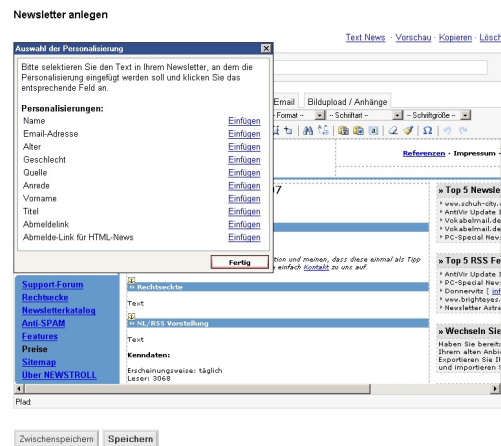 Newsletter anlegen
Text News · Vorschau · Kopieren · Lösch
Auswahl der Personalisierung
Bitte selektieren Sie den Text in Ihrem Newsletter, an dem die
Personalisierung eingefügt werden soll und klicken Sie das
entsprechende Feld an.
Personalisierungen:
Name Einfügen
Email-Adresse Einfügen
Alter Einfügen
Geschlecht Einfügen
Quelle Einfügen
Anrede Einfügen
Vorname Einfügen
Titel Einfügen
Abmeldelink Einfügen
Abmelde-Link für HTML-News Einfügen
Fertig
Email Bildupload / Anhänge
- Format -- -- Schriftart -- -- Schriftgröße --
Referenzen · Impressum
07
» Top 5 Newsle
www.schuh-city.
AntiVir Update I
Vokabelmail.de
Vokabelmail.de
PC-Special New
tion und meinen, dass diese einmal als Tipp
einfach Kontakt zu uns auf.
» Top 5 RSS Fe
AntiVir Update I
PC-Special New
Donnervitz [ inf
www.brighteyes.
Newsletter Astra
Support-Forum
Rechtsecke
Newsletterkatalog
Anti-SPAM
Features
Preise
Sitemap
Über NEWSTROLL
» Rechtseckte
Text
» NL/RSS Vorstellung
Text
Kenndaten:
Erscheinungsweise: täglich
Leser: 3068
» Wechseln Sie
Haben Sie bereits
Ihrem alten Anbi
Exportieren Sie Ih
und importieren S
Pfad:
Zwischenspeichern Speichern